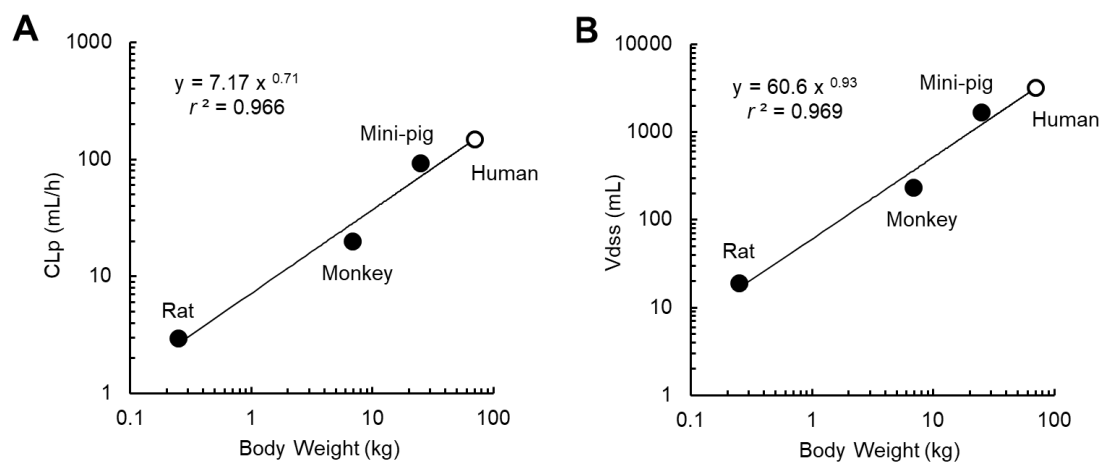 A
1000
100
10
1
CLp (mL/h)
y = 7.17 x ^0.71
r ² = 0.966
Mini-pig
Human
Monkey
Rat
0.1
1
10
100
Body Weight (kg)
B
10000
1000
100
10
1
Vdss (mL)
y = 60.6 x ^0.93
r ² = 0.969
Mini-pig
Human
Monkey
Rat
0.1
1
10
100
Body Weight (kg)